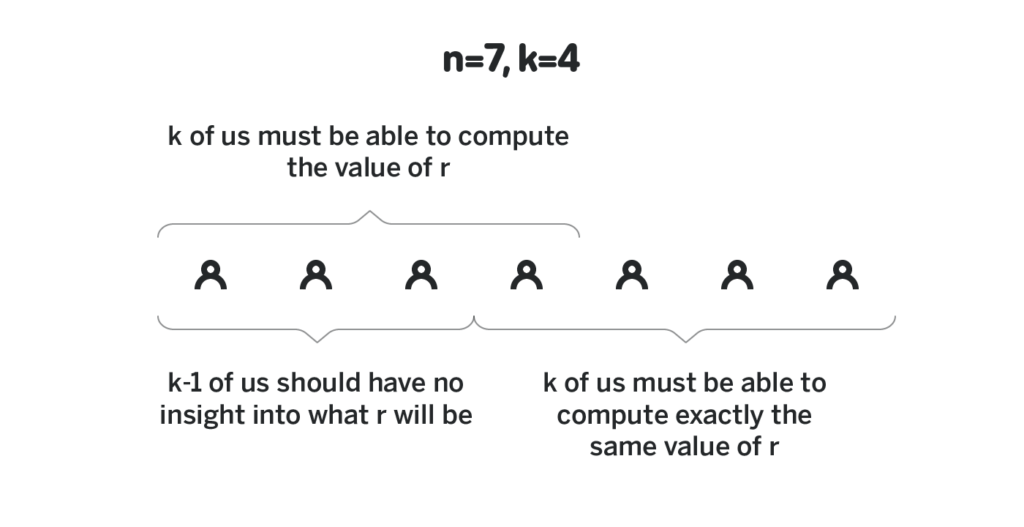 n=7, k=4
k of us must be able to compute
the value of r
k-1 of us should have no
insight into what r will be
k of us must be able to
compute exactly the
same value of r